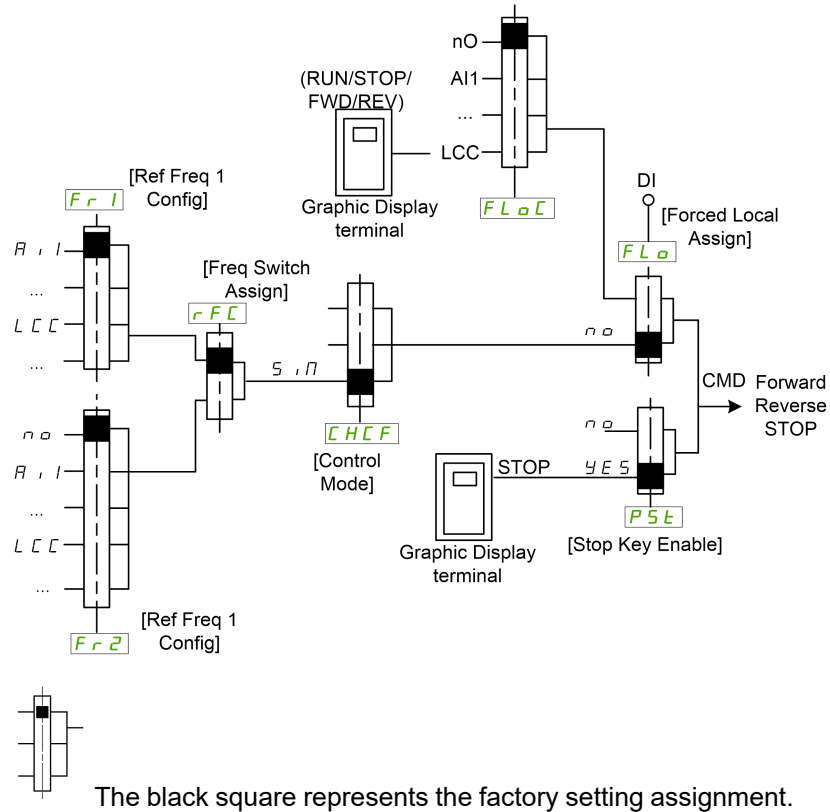 nO
AI1
...
LCC
(RUN/STOP/
FWD/REV)
Graphic Display
terminal
FLoC
DI
[Forced Local
Assign]
FLo
[Ref Freq 1
Config]
Fr1
Ai1
...
LCC
...
[Freq Switch
Assign]
rFC
SiM
no
CHCF
[Control
Mode]
CMD
Forward
Reverse
STOP
no
Ai1
...
LCC
...
Fr2
[Ref Freq 1
Config]
no
STOP
YES
PSt
[Stop Key Enable]
Graphic Display
terminal
The black square represents the factory setting assignment.